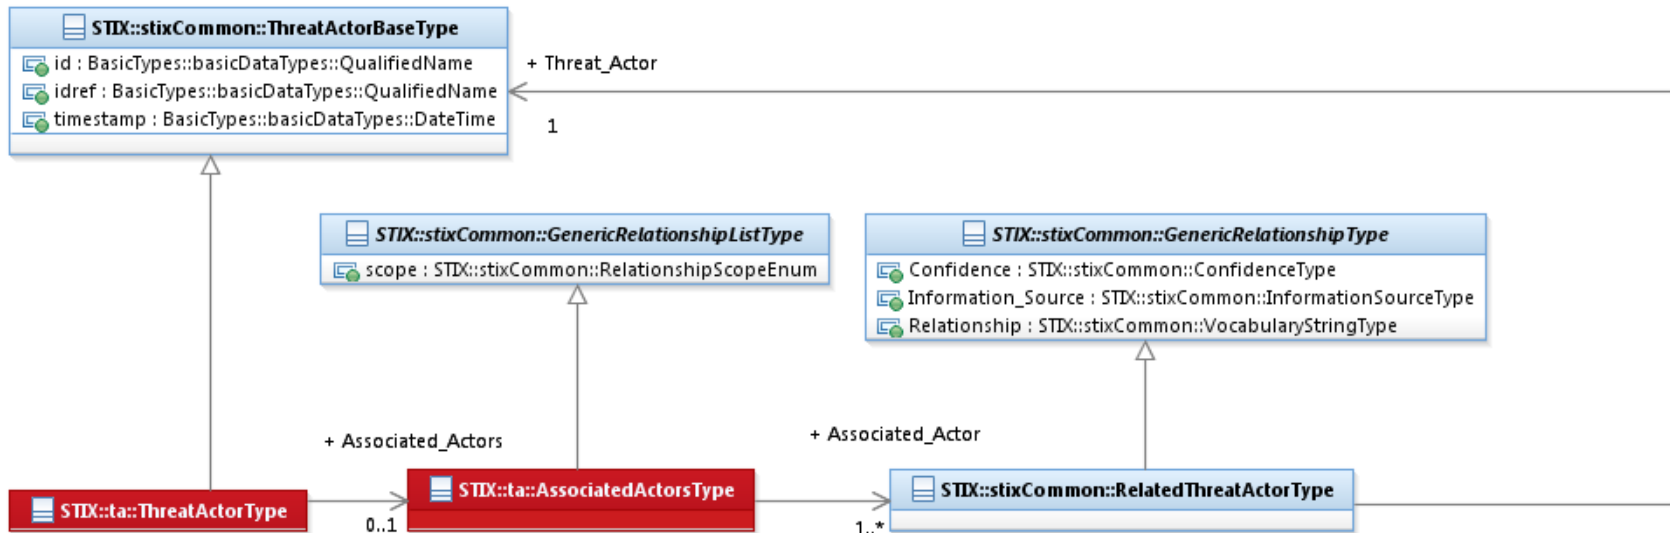 STIX::stixCommon::ThreatActorBaseType
id : BasicTypes::basicDataTypes::QualifiedName
idref : BasicTypes::basicDataTypes::QualifiedName
timestamp : BasicTypes::basicDataTypes::DateTime
+ Threat_Actor
1
STIX::stixCommon::GenericRelationshipListType
scope : STIX::stixCommon::RelationshipScopeEnum
STIX::stixCommon::GenericRelationshipType
Confidence : STIX::stixCommon::ConfidenceType
Information_Source : STIX::stixCommon::InformationSourceType
Relationship : STIX::stixCommon::VocabularyStringType
+ Associated_Actors
+ Associated_Actor
STIX::ta::ThreatActorType
0..1
STIX::ta::AssociatedActorsType
1..*
STIX::stixCommon::RelatedThreatActorType